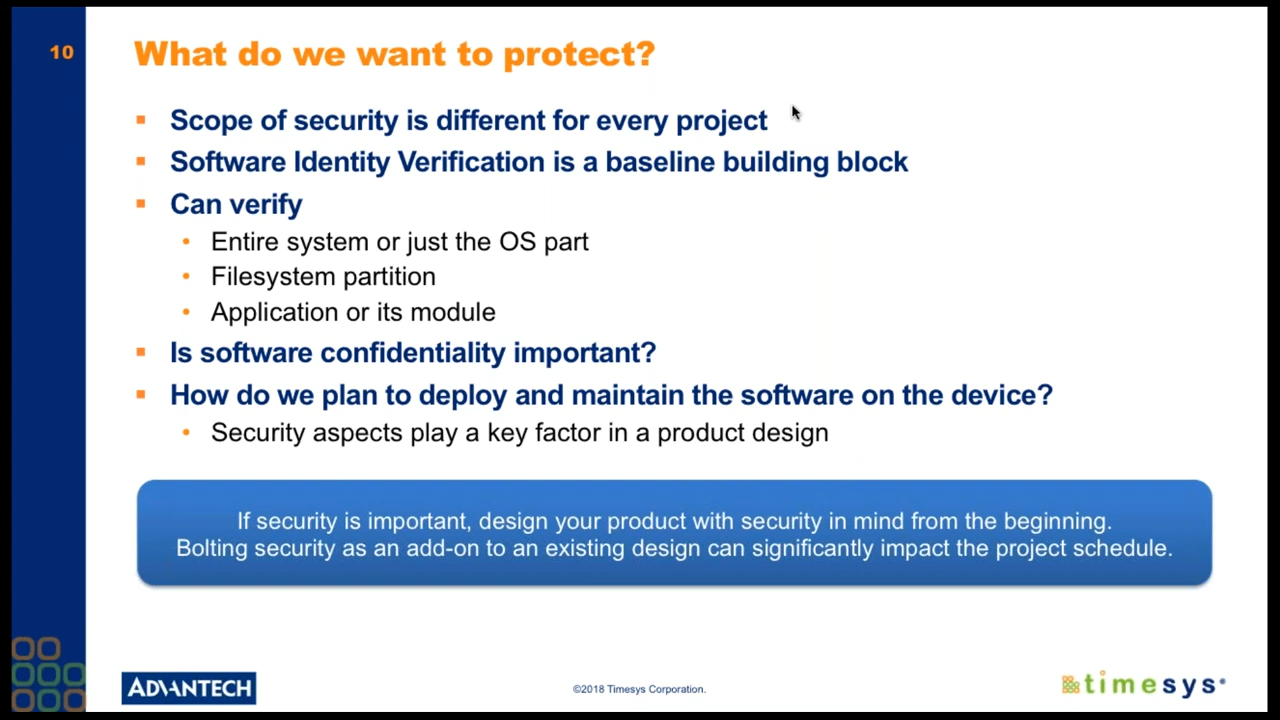 10
What do we want to protect?
Scope of security is different for every project
Software Identity Verification is a baseline building block
Can verify
Entire system or just the OS part
Filesystem partition
Application or its module
Is software confidentiality important?
How do we plan to deploy and maintain the software on the device?
Security aspects play a key factor in a product design
If security is important, design your product with security in mind from the beginning.
Bolting security as an add-on to an existing design can significantly impact the project schedule.
ADVANTECH
©2018 Timesys Corporation.
timesys®